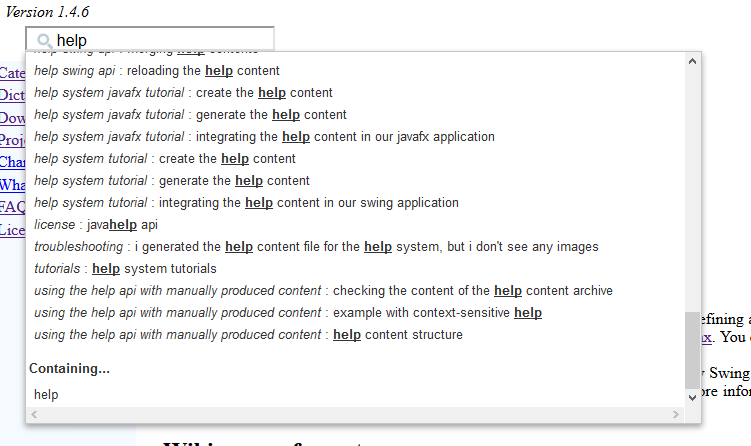 Version 1.4.6
help
help swing api : merging help contents
help swing api : reloading the help content
help system javafx tutorial : create the help content
help system javafx tutorial : generate the help content
help system javafx tutorial : integrating the help content in our javafx application
help system tutorial : create the help content
help system tutorial : generate the help content
help system tutorial : integrating the help content in our swing application
license : javahelp api
troubleshooting : i generated the help content file for the help system, but i don't see any images
tutorials : help system tutorials
using the help api with manually produced content : checking the content of the help content archive
using the help api with manually produced content : example with context-sensitive help
using the help api with manually produced content : help content structure
Containing...
help
Cate
Dict
Dow
Proje
Char
Wha
FAQ
Lice
efining a
x. You
Swing
ore infor